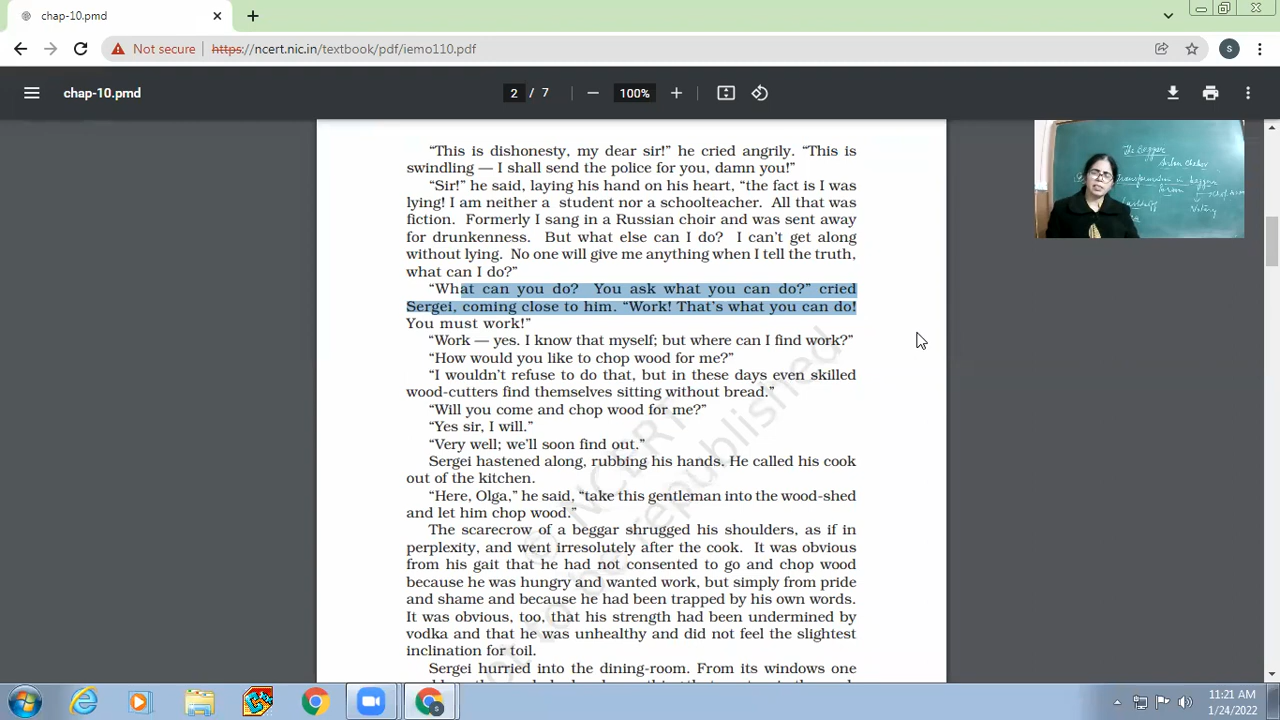 chap-10.pmd
Not secure
https://ncert.nic.in/textbook/pdf/iemo110.pdf
S
chap-10.pmd
2 / 7
100%
“This is dishonesty, my dear sir!” he cried angrily. “This is
swindling — I shall send the police for you, damn you!”
“Sir!” he said, laying his hand on his heart, “the fact is I was
lying! I am neither a student nor a schoolteacher. All that was
fiction. Formerly I sang in a Russian choir and was sent away
for drunkenness. But what else can I do? I can’t get along
without lying. No one will give me anything when I tell the truth,
what can I do?”
“What can you do? You ask what you can do?” cried
Sergei, coming close to him. “Work! That’s what you can do!
You must work!”
“Work — yes. I know that myself; but where can I find work?”
“How would you like to chop wood for me?”
“I wouldn’t refuse to do that, but in these days even skilled
wood-cutters find themselves sitting without bread.”
“Will you come and chop wood for me?”
“Yes sir, I will.”
“Very well; we’ll soon find out.”
Sergei hastened along, rubbing his hands. He called his cook
out of the kitchen.
“Here, Olga,” he said, “take this gentleman into the wood-shed
and let him chop wood.”
The scarecrow of a beggar shrugged his shoulders, as if in
perplexity, and went irresolutely after the cook. It was obvious
from his gait that he had not consented to go and chop wood
because he was hungry and wanted work, but simply from pride
and shame and because he had been trapped by his own words.
It was obvious, too, that his strength had been undermined by
vodka and that he was unhealthy and did not feel the slightest
inclination for toil.
Sergei hurried into the dining-room. From its windows one
© NCERT
not to be republished
The Beggar
Anton Chekov
Transformation in beggar
11:21 AM
1/24/2022